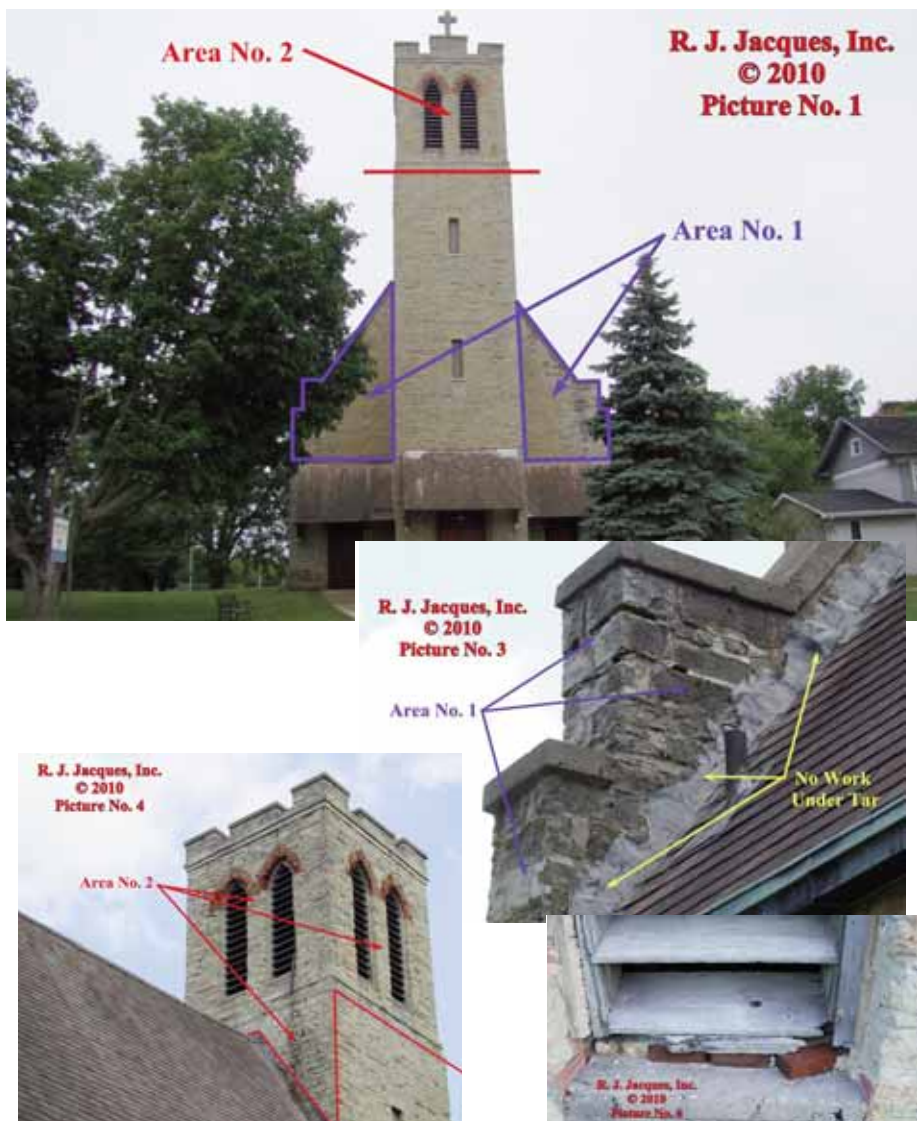 Area No. 2
R. J. Jacques, Inc.
© 2010
Picture No. 1
Area No. 1
R. J. Jacques, Inc.
© 2010
Picture No. 3
Area No. 1
No Work
Under Tar
R. J. Jacques, Inc.
© 2010
Picture No. 4
Area No. 2
R. J. Jacques, Inc.
© 2010